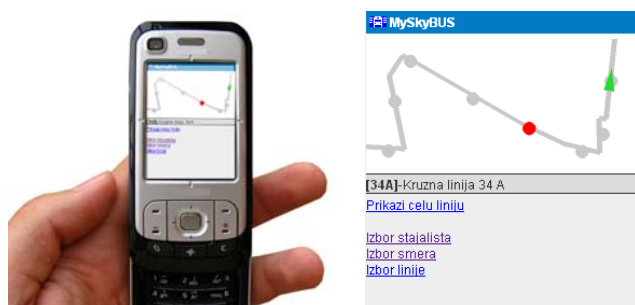 MySkyBUS
[34A]-Kruzna linija 34 A
Prikazi celu liniju
Izbor stajalista
Izbor smera
Izbor linije